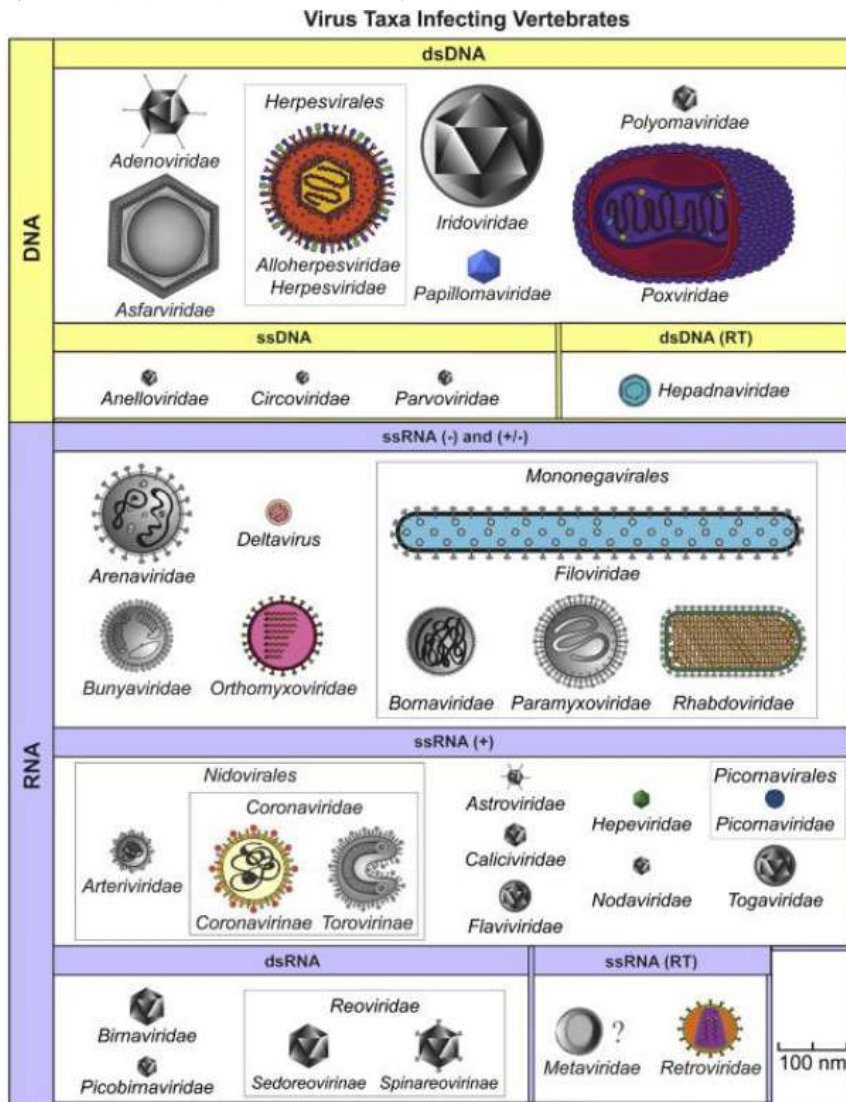 Virus Taxa Infecting Vertebrates
DNA
dsDNA
Adenoviridae
Asfarviridae
Herpesvirales
Alloherpesviridae
Herpesviridae
Iridoviridae
Papillomaviridae
Polyomaviridae
Poxviridae
ssDNA
Anelloviridae
Circoviridae
Parvoviridae
dsDNA (RT)
Hepadnaviridae
RNA
ssRNA (-) and (+/-)
Arenaviridae
Deltavirus
Bunyaviridae
Orthomyxoviridae
Mononegavirales
Filoviridae
Bornaviridae
Paramyxoviridae
Rhabdoviridae
ssRNA (+)
Nidovirales
Arteriviridae
Coronaviridae
Coronavirinae
Torovirinae
Astroviridae
Caliciviridae
Flaviviridae
Hepeviridae
Nodaviridae
Picornavirales
Picornaviridae
Togaviridae
dsRNA
Birnaviridae
Picobirnaviridae
Reoviridae
Sedoreovirinae
Spinareovirinae
ssRNA (RT)
Metaviridae ?
Retroviridae
100 nm